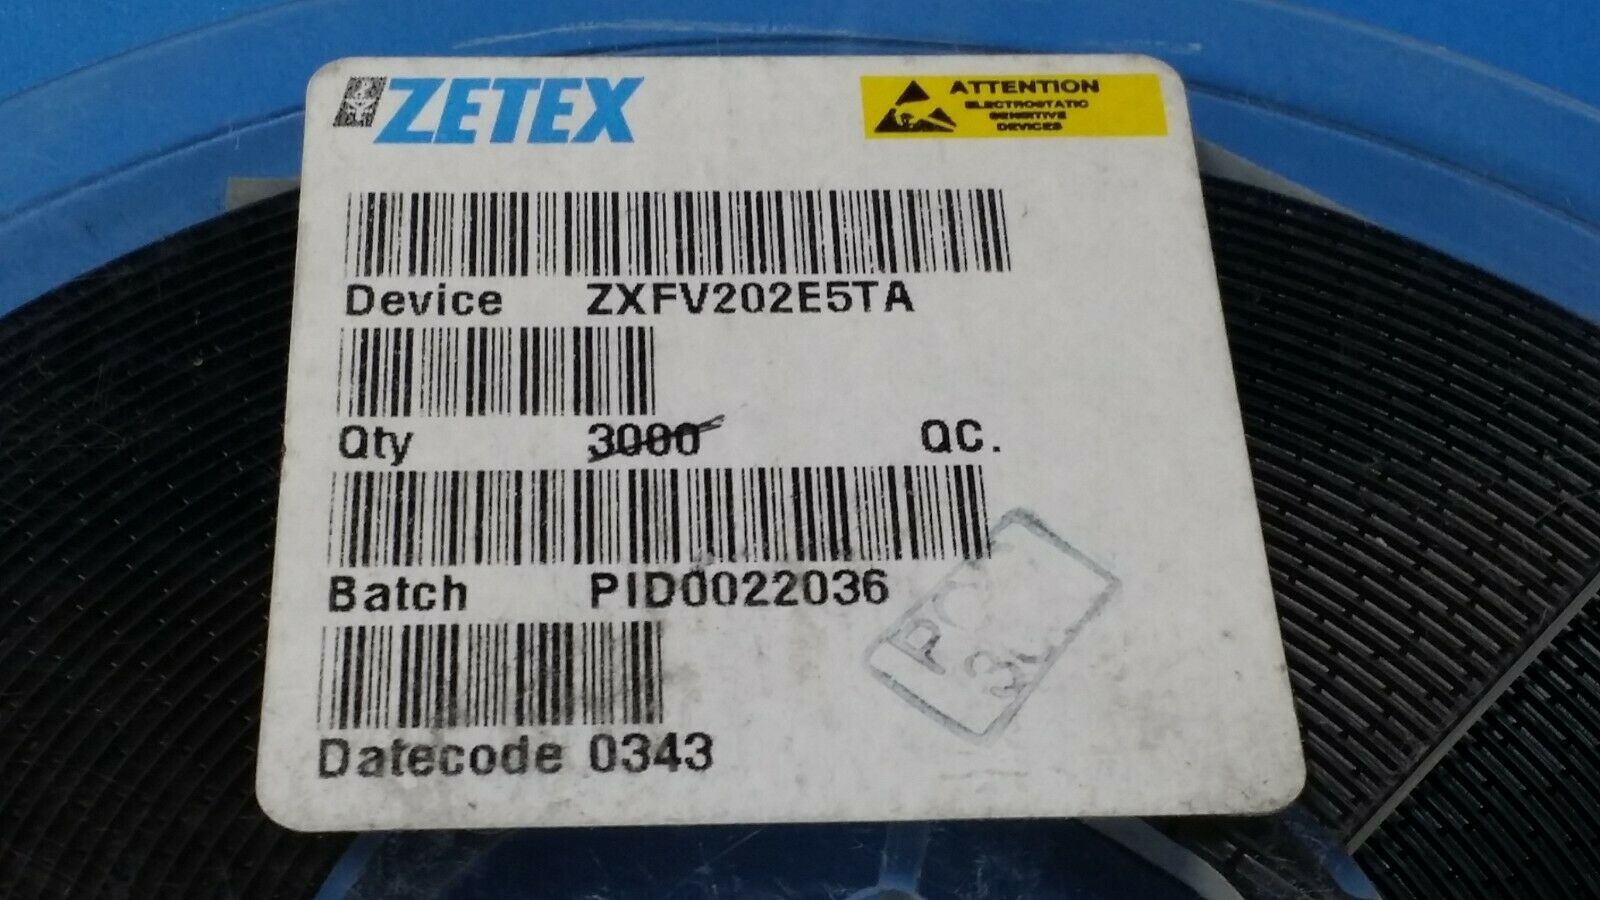 ZETEX
ATTENTION
ELECTROSTATIC
SENSITIVE
DEVICES
Device ZXFV202E5TA
Qty 3000 QC.
Batch PID0022036
Datecode 0343